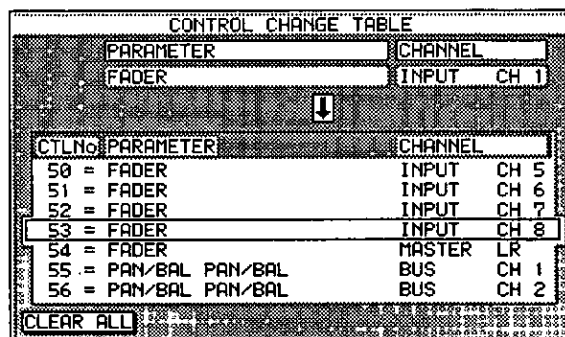 CONTROL CHANGE TABLE
PARAMETER CHANNEL
FADER INPUT CH 1
CTLNo PARAMETER CHANNEL
50 = FADER INPUT CH 5
51 = FADER INPUT CH 6
52 = FADER INPUT CH 7
53 = FADER INPUT CH 8
54 = FADER MASTER LR
55 = PAN/BAL PAN/BAL BUS CH 1
56 = PAN/BAL PAN/BAL BUS CH 2
CLEAR ALL